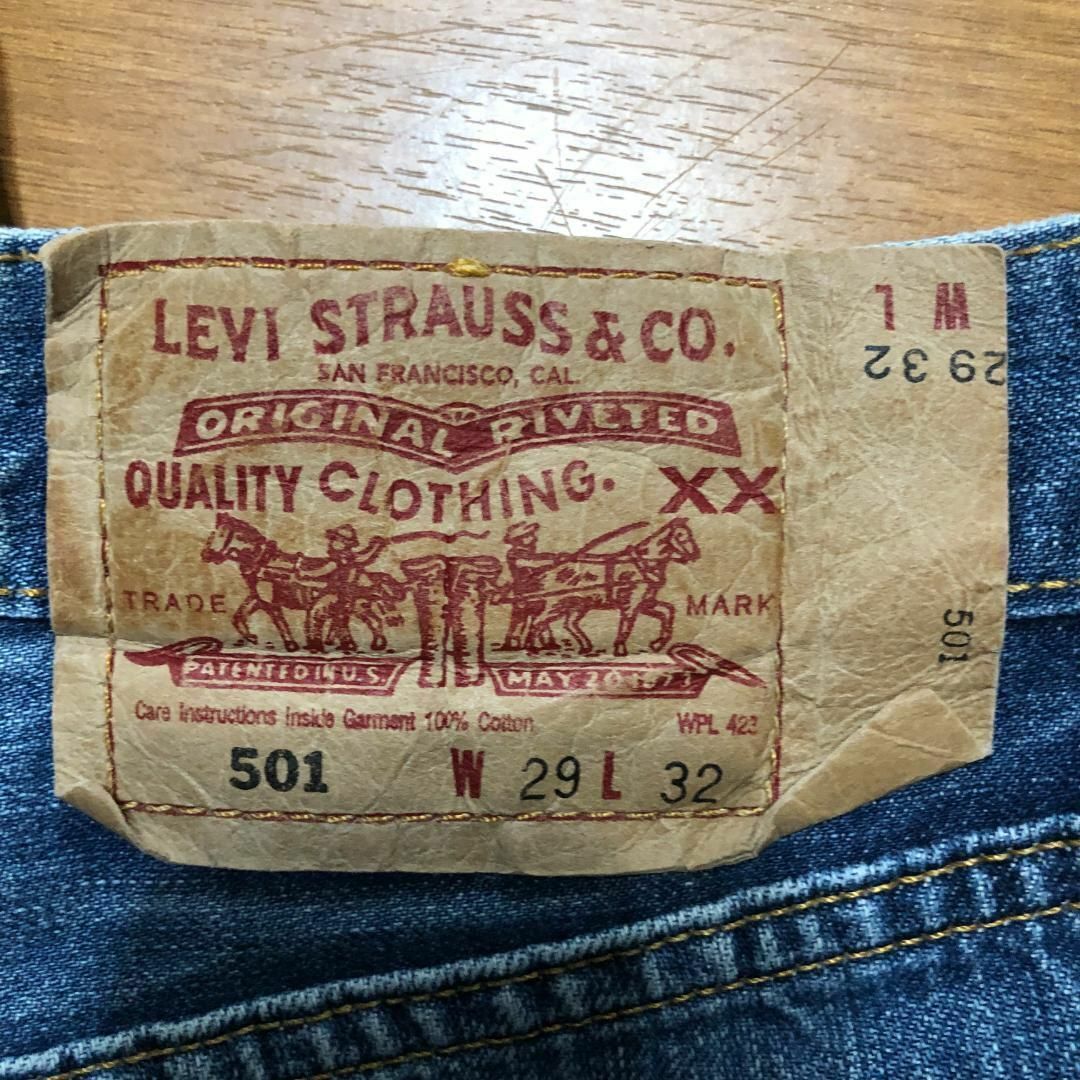 LEVI STRAUSS & CO.
SAN FRANCISCO, CAL.
ORIGINAL RIVETED
QUALITY CLOTHING. XX
TRADE MARK
PATENTED IN U.S. MAY 20 1873
Care Instructions Inside Garment 100% Cotton WPL 423
501 W 29 L 32
W L
29 32
501